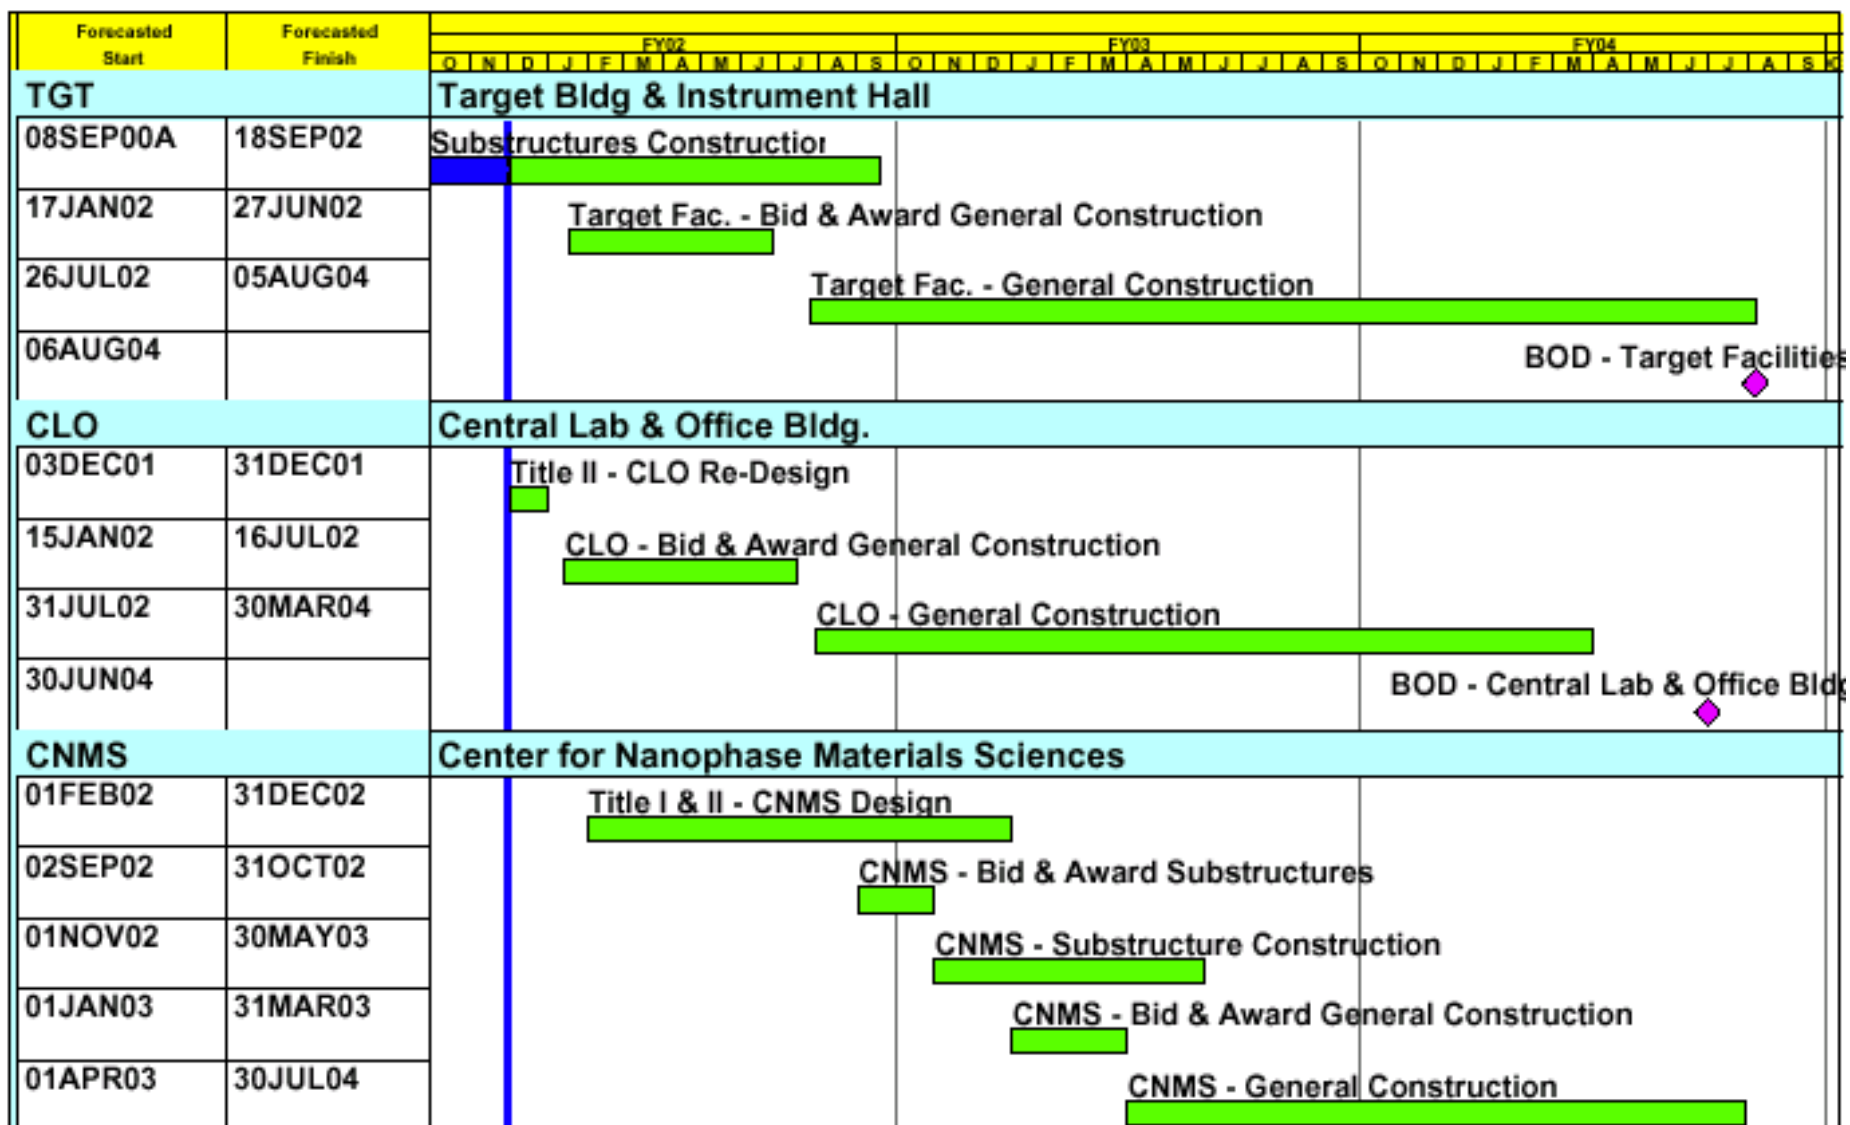 Forecasted Forecasted
Start Finish
FY02 FY03 FY04
O N D J F M A M J J A S O N D J F M A M J J A S O N D J F M A M J J A S O
TGT Target Bldg & Instrument Hall
08SEP00A 18SEP02 Substructures Construction
17JAN02 27JUN02 Target Fac. - Bid & Award General Construction
26JUL02 05AUG04 Target Fac. - General Construction
06AUG04 BOD - Target Facilities
CLO Central Lab & Office Bldg.
03DEC01 31DEC01 Title II - CLO Re-Design
15JAN02 16JUL02 CLO - Bid & Award General Construction
31JUL02 30MAR04 CLO - General Construction
30JUN04 BOD - Central Lab & Office Bldg
CNMS Center for Nanophase Materials Sciences
01FEB02 31DEC02 Title I & II - CNMS Design
02SEP02 31OCT02 CNMS - Bid & Award Substructures
01NOV02 30MAY03 CNMS - Substructure Construction
01JAN03 31MAR03 CNMS - Bid & Award General Construction
01APR03 30JUL04 CNMS - General Construction